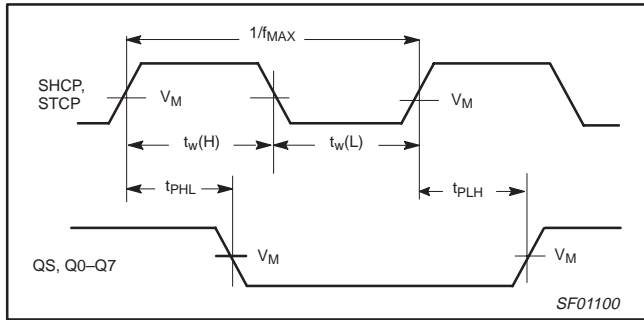 1/fMAX
SHCP,
STCP
VM
VM
tw(H)
tw(L)
tPHL
tPLH
QS, Q0–Q7
VM
VM
SF01100